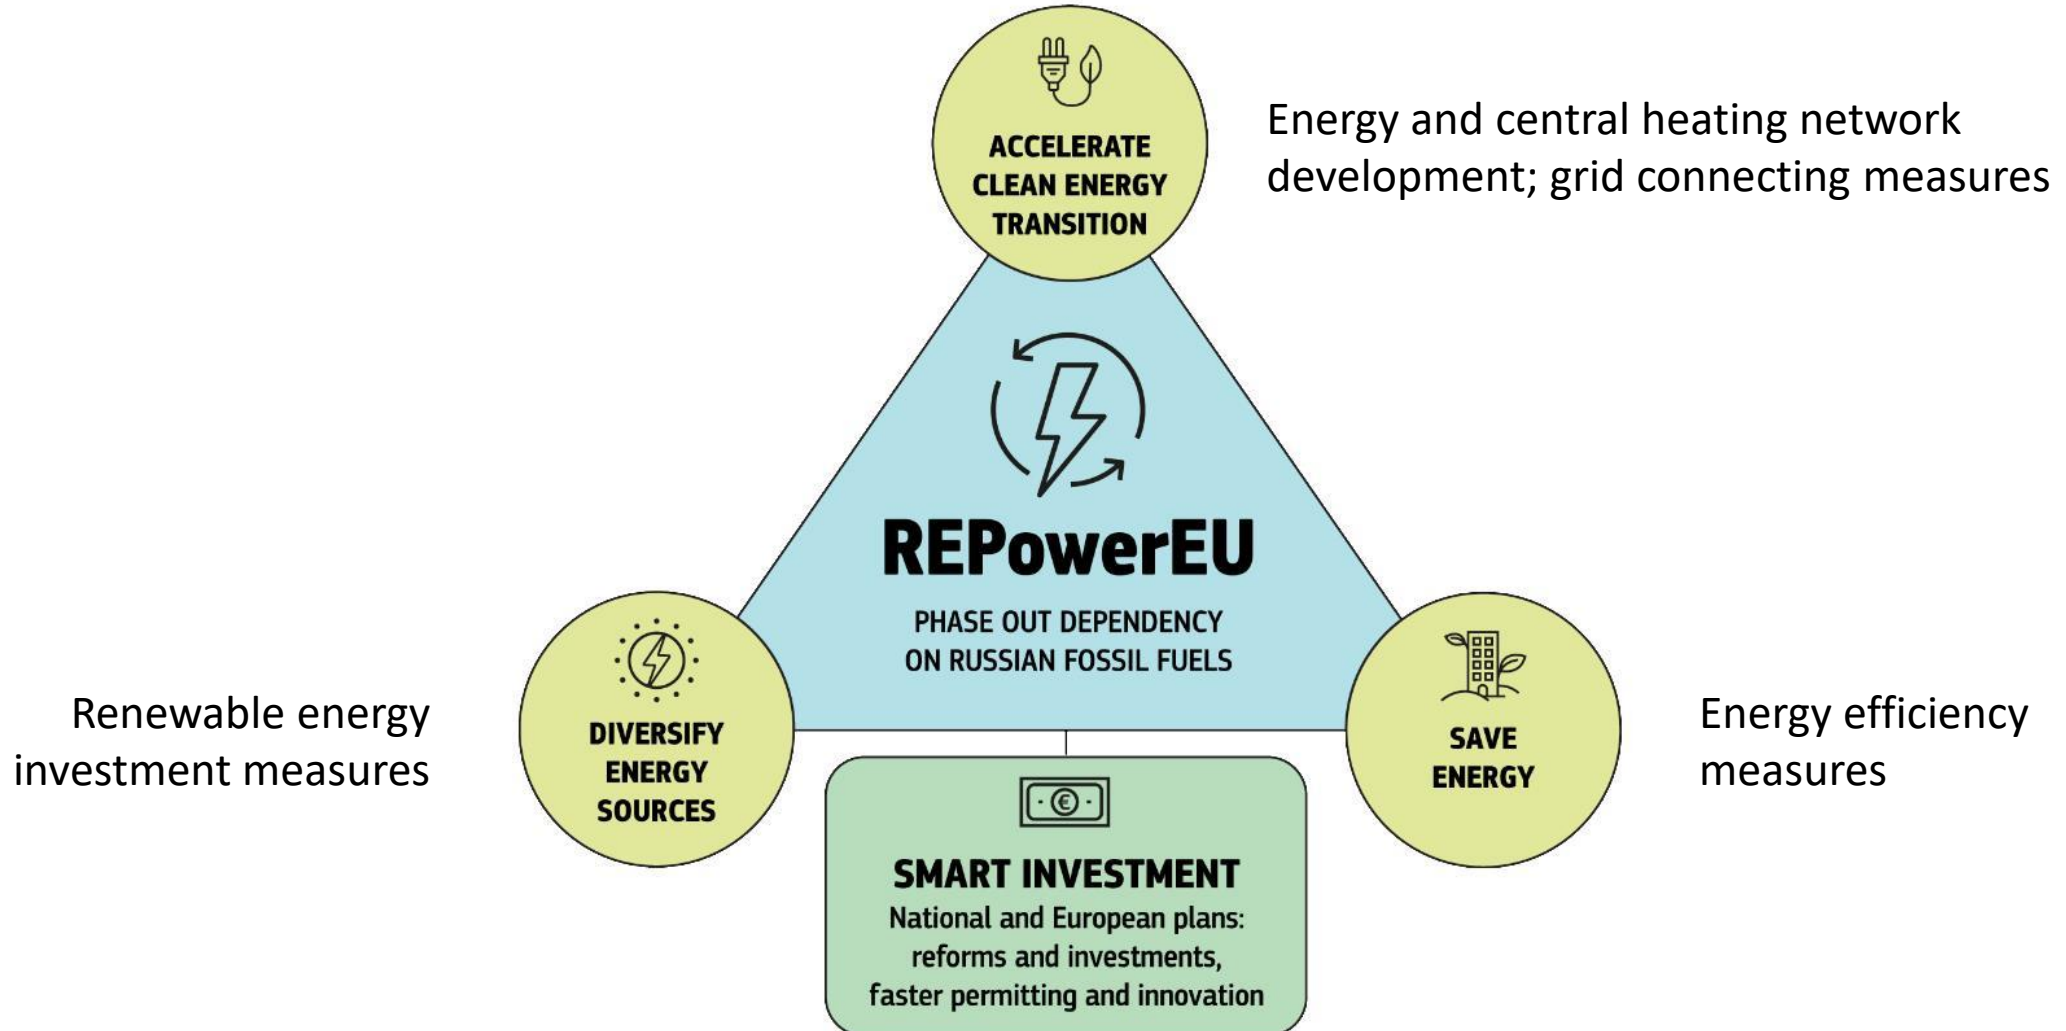 ACCELERATE
CLEAN ENERGY
TRANSITION
Energy and central heating network
development; grid connecting measures
REPowerEU
PHASE OUT DEPENDENCY
ON RUSSIAN FOSSIL FUELS
Renewable energy
investment measures
DIVERSIFY
ENERGY
SOURCES
SAVE
ENERGY
Energy efficiency
measures
€
SMART INVESTMENT
National and European plans:
reforms and investments,
faster permitting and innovation